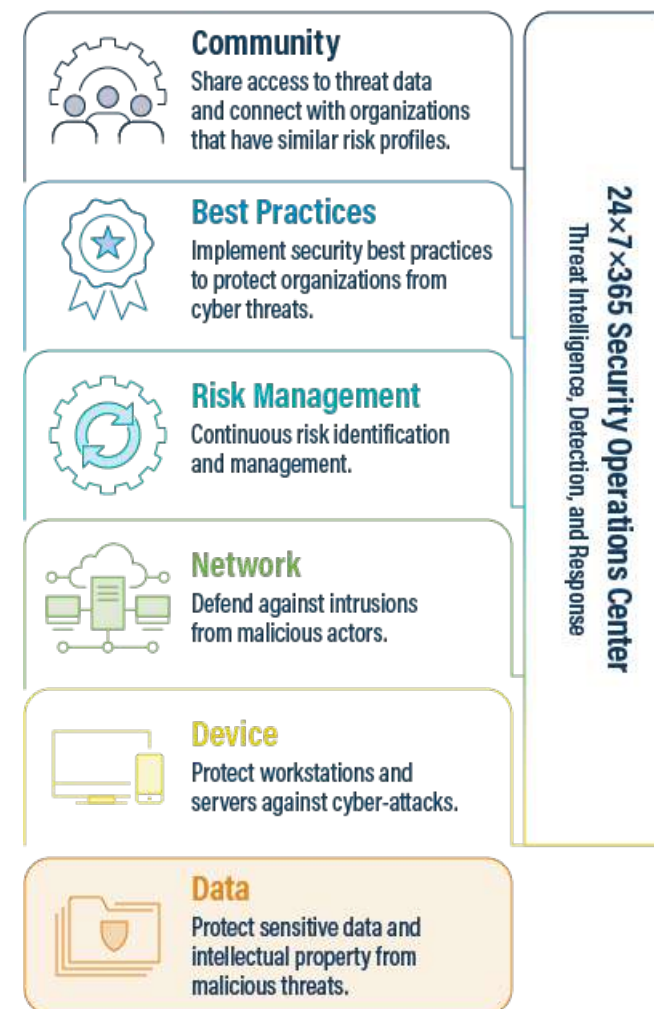 Community
Share access to threat data
and connect with organizations
that have similar risk profiles.
Best Practices
Implement security best practices
to protect organizations from
cyber threats.
Risk Management
Continuous risk identification
and management.
Network
Defend against intrusions
from malicious actors.
Device
Protect workstations and
servers against cyber-attacks.
Data
Protect sensitive data and
intellectual property from
malicious threats.
24×7×365 Security Operations Center
Threat Intelligence, Detection, and Response